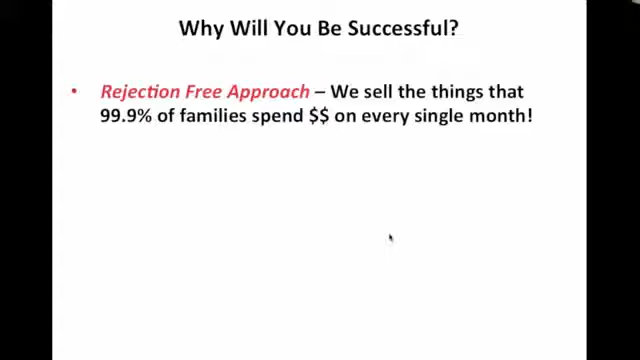 Why Will You Be Successful?
• Rejection Free Approach – We sell the things that
99.9% of families spend $$ on every single month!